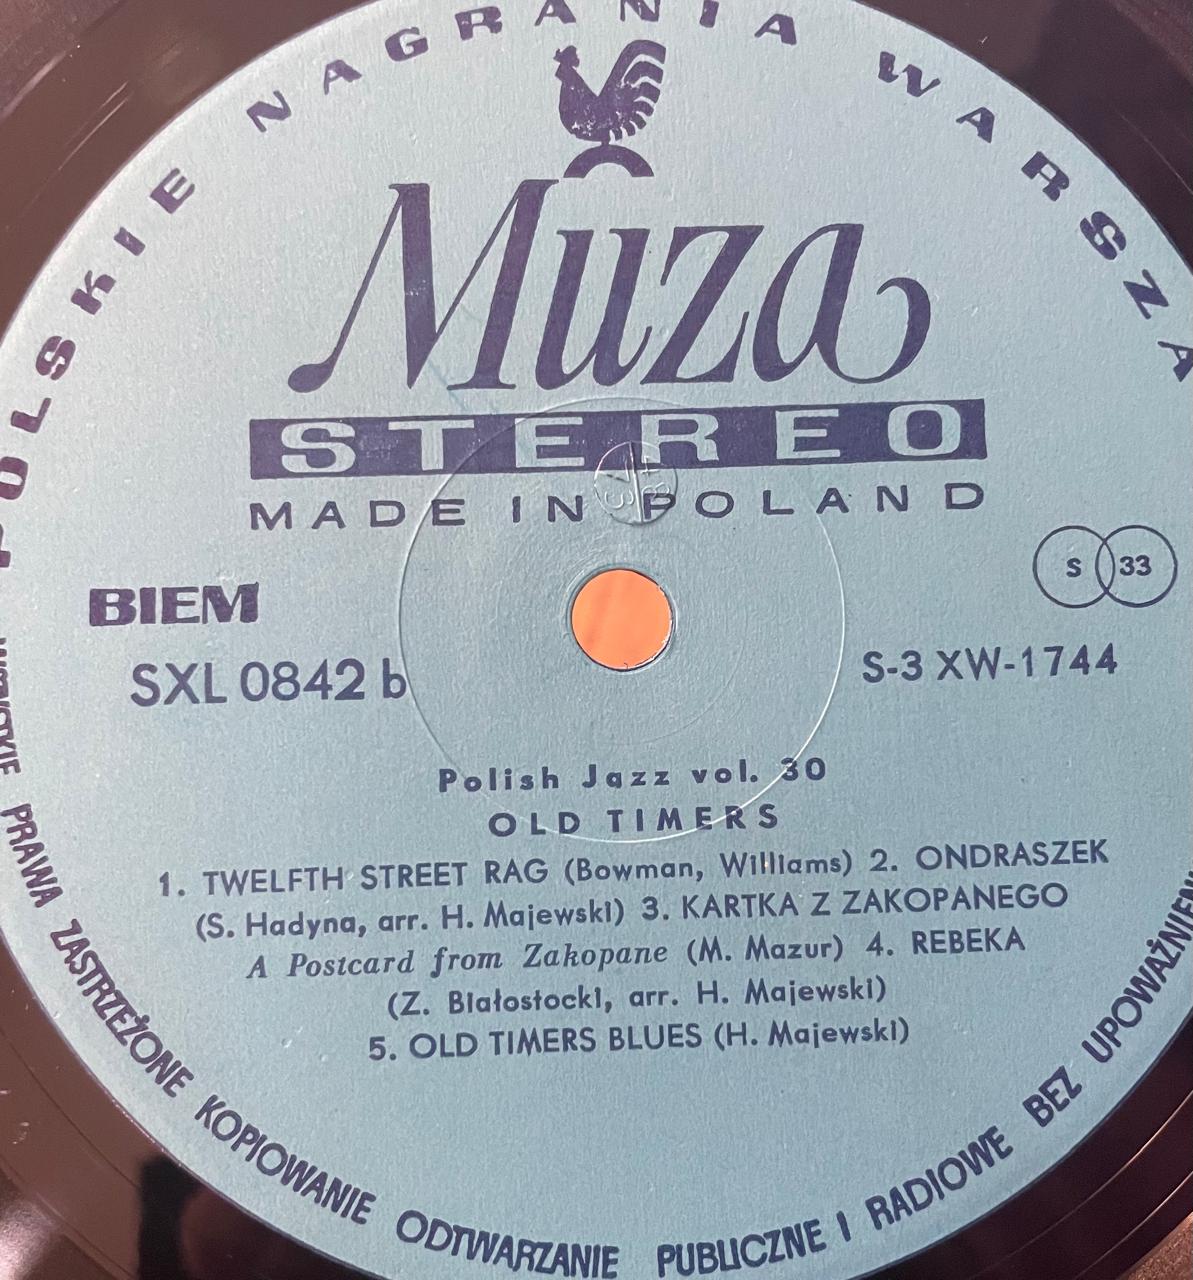 POLSKIE NAGRANIA WARSZA
Muza
STEREO
MADE IN POLAND
S 33
BIEM
SXL 0842 b
S-3 XW-1744
Polish Jazz vol. 30
OLD TIMERS
1. TWELFTH STREET RAG (Bowman, Williams) 2. ONDRASZEK
(S. Hadyna, arr. H. Majewski) 3. KARTKA Z ZAKOPANEGO
A Postcard from Zakopane (M. Mazur) 4. REBEKA
(Z. Białostocki, arr. H. Majewski)
5. OLD TIMERS BLUES (H. Majewski)
PRAWA ZASTRZEŻONE KOPIOWANIE ODTWARZANIE PUBLICZNE I RADIOWE BEZ UPOWAŻNIEN